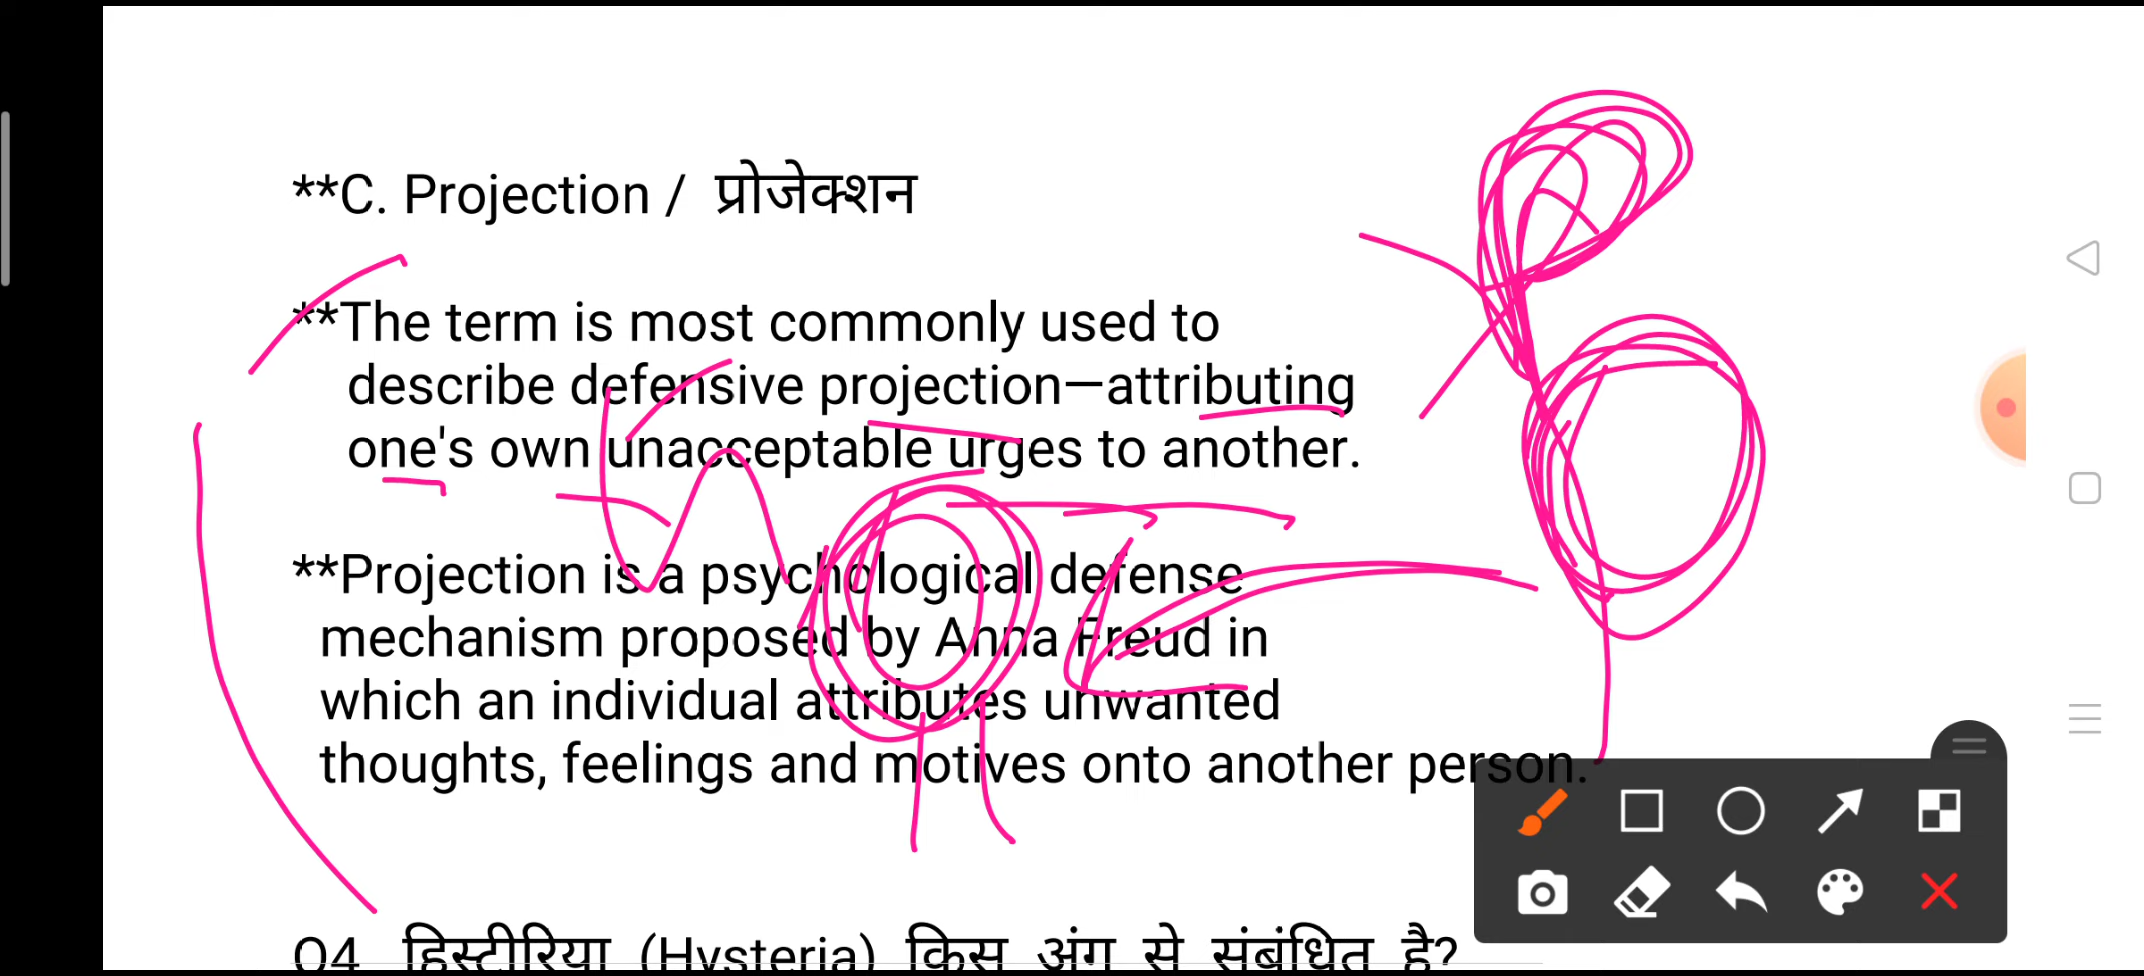 **C. Projection / प्रोजेक्शन
**The term is most commonly used to
describe defensive projection—attributing
one's own unacceptable urges to another.
**Projection is a psychological defense
mechanism proposed by Anna Freud in
which an individual attributes unwanted
thoughts, feelings and motives onto another person.
Q4 हिस्टीरिया (Hysteria) किस अंग से संबंधित है?